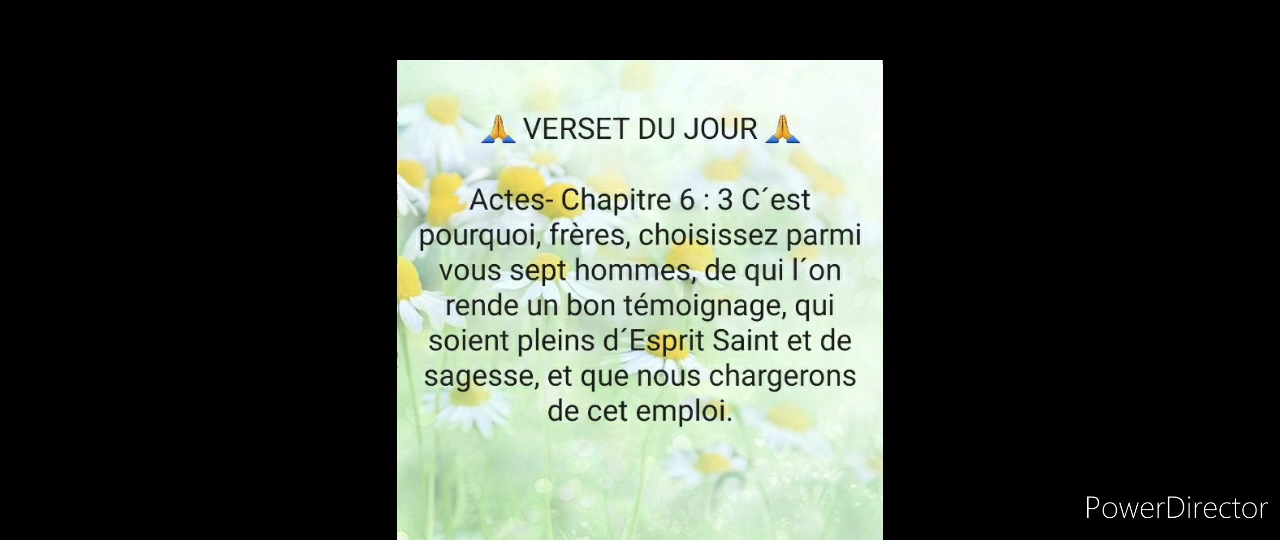 🙏 VERSET DU JOUR 🙏
Actes- Chapitre 6 : 3 C´est
pourquoi, frères, choisissez parmi
vous sept hommes, de qui l´on
rende un bon témoignage, qui
soient pleins d´Esprit Saint et de
sagesse, et que nous chargerons
de cet emploi.
PowerDirector